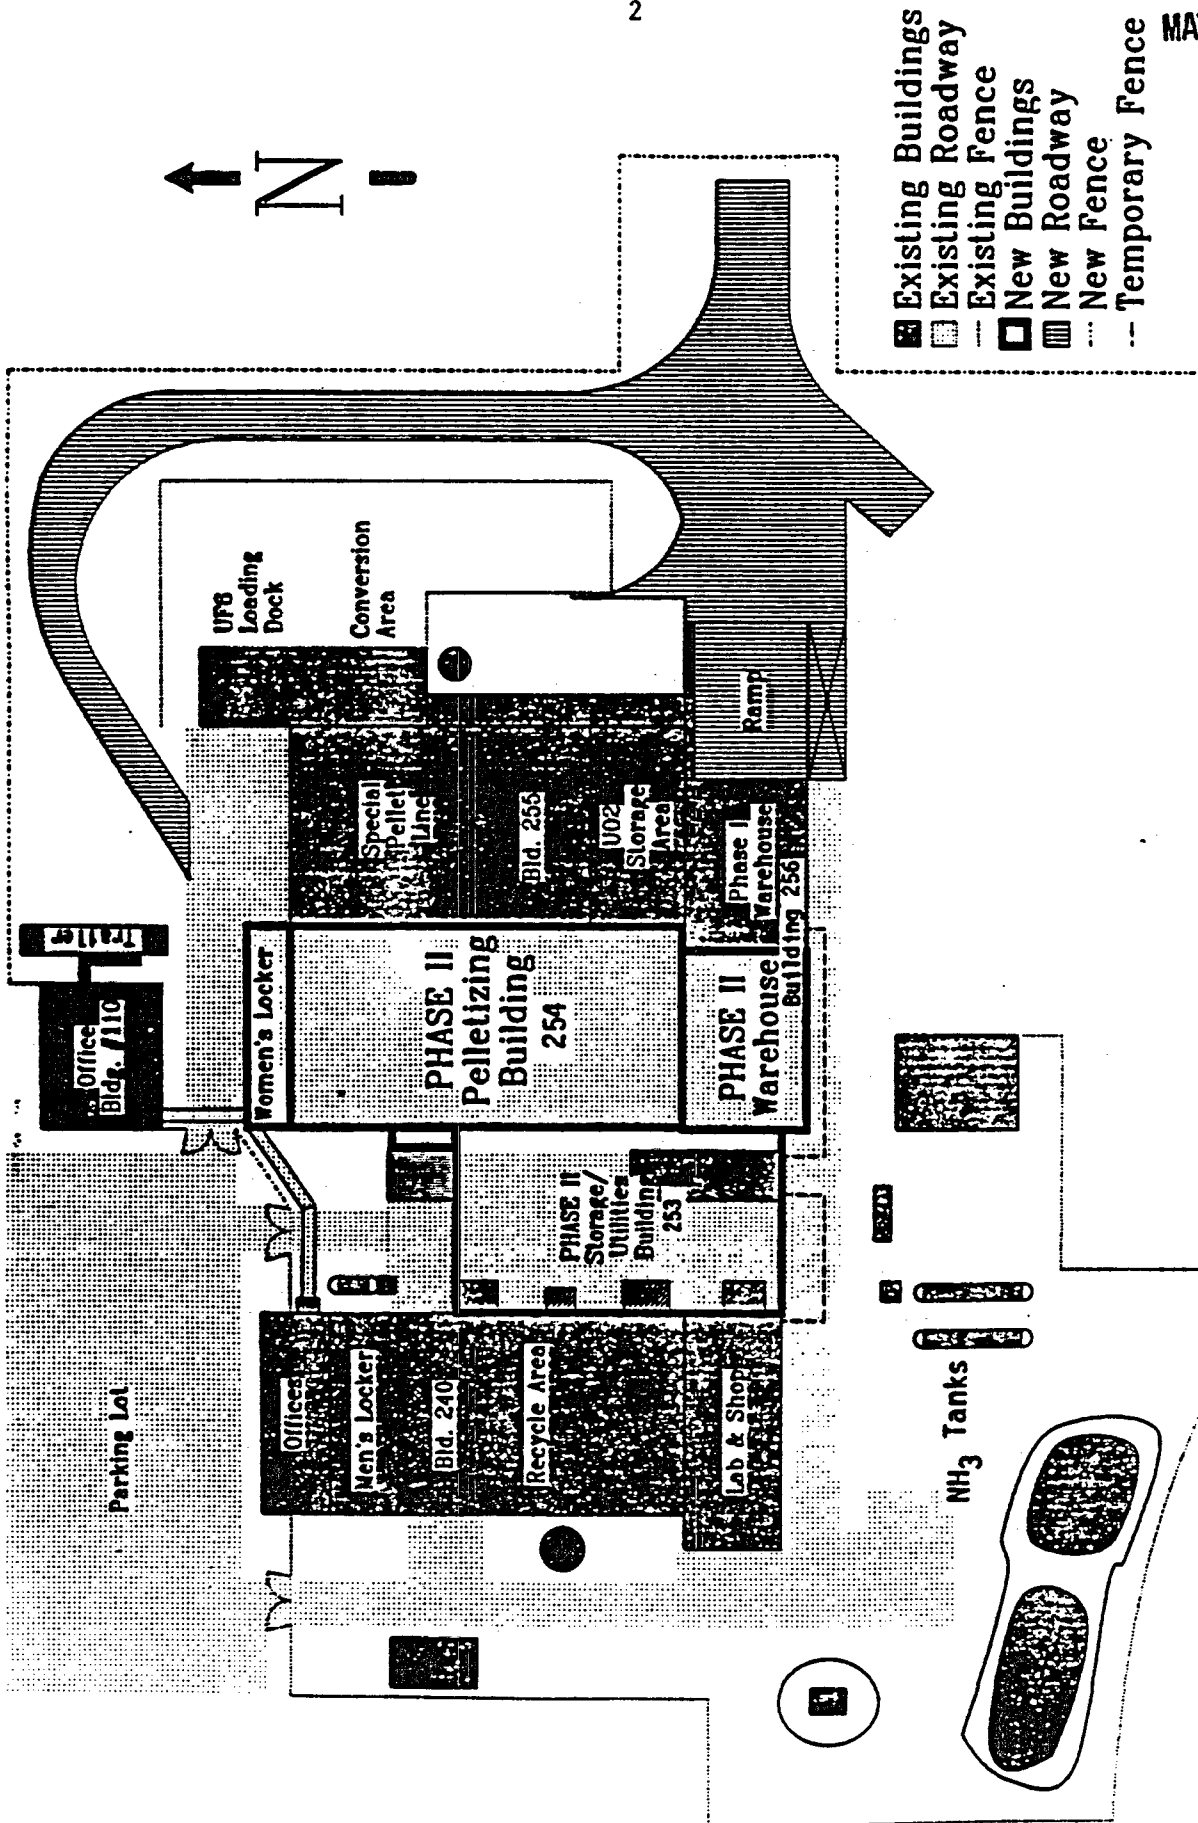 2
MA
N
Existing Buildings
Existing Roadway
Existing Fence
New Buildings
New Roadway
New Fence
Temporary Fence
Trailer
Office
Bldg. #110
Parking Lot
UF6
Loading
Dock
Conversion
Area
Women's Locker
Special
Pellet
Line
Offices
Men's Locker
Bld. 240
PHASE II
Pelletizing
Building
254
Bld. 255
UO2
Storage
Area
Recycle Area
PHASE II
Storage/
Utilities
Building
253
Lab & Shop
PHASE II
Warehouse
Phase I
Warehouse
Building 256
Ramp
NH3 Tanks